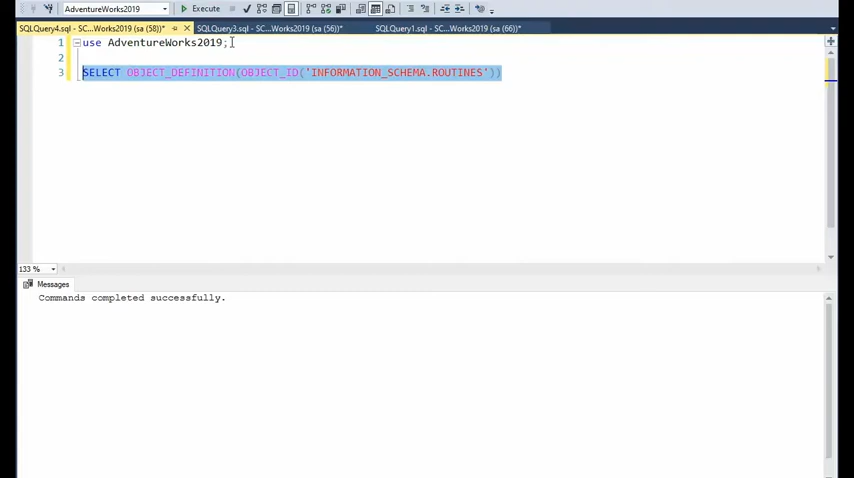 AdventureWorks2019
Execute
SQLQuery4.sql - SC...Works2019 (sa (58))*
SQLQuery3.sql - SC...Works2019 (sa (56))*
SQLQuery1.sql - SC...Works2019 (sa (66))*
1 use AdventureWorks2019;
2
3 SELECT OBJECT_DEFINITION(OBJECT_ID('INFORMATION_SCHEMA.ROUTINES'))
133 %
Messages
Commands completed successfully.